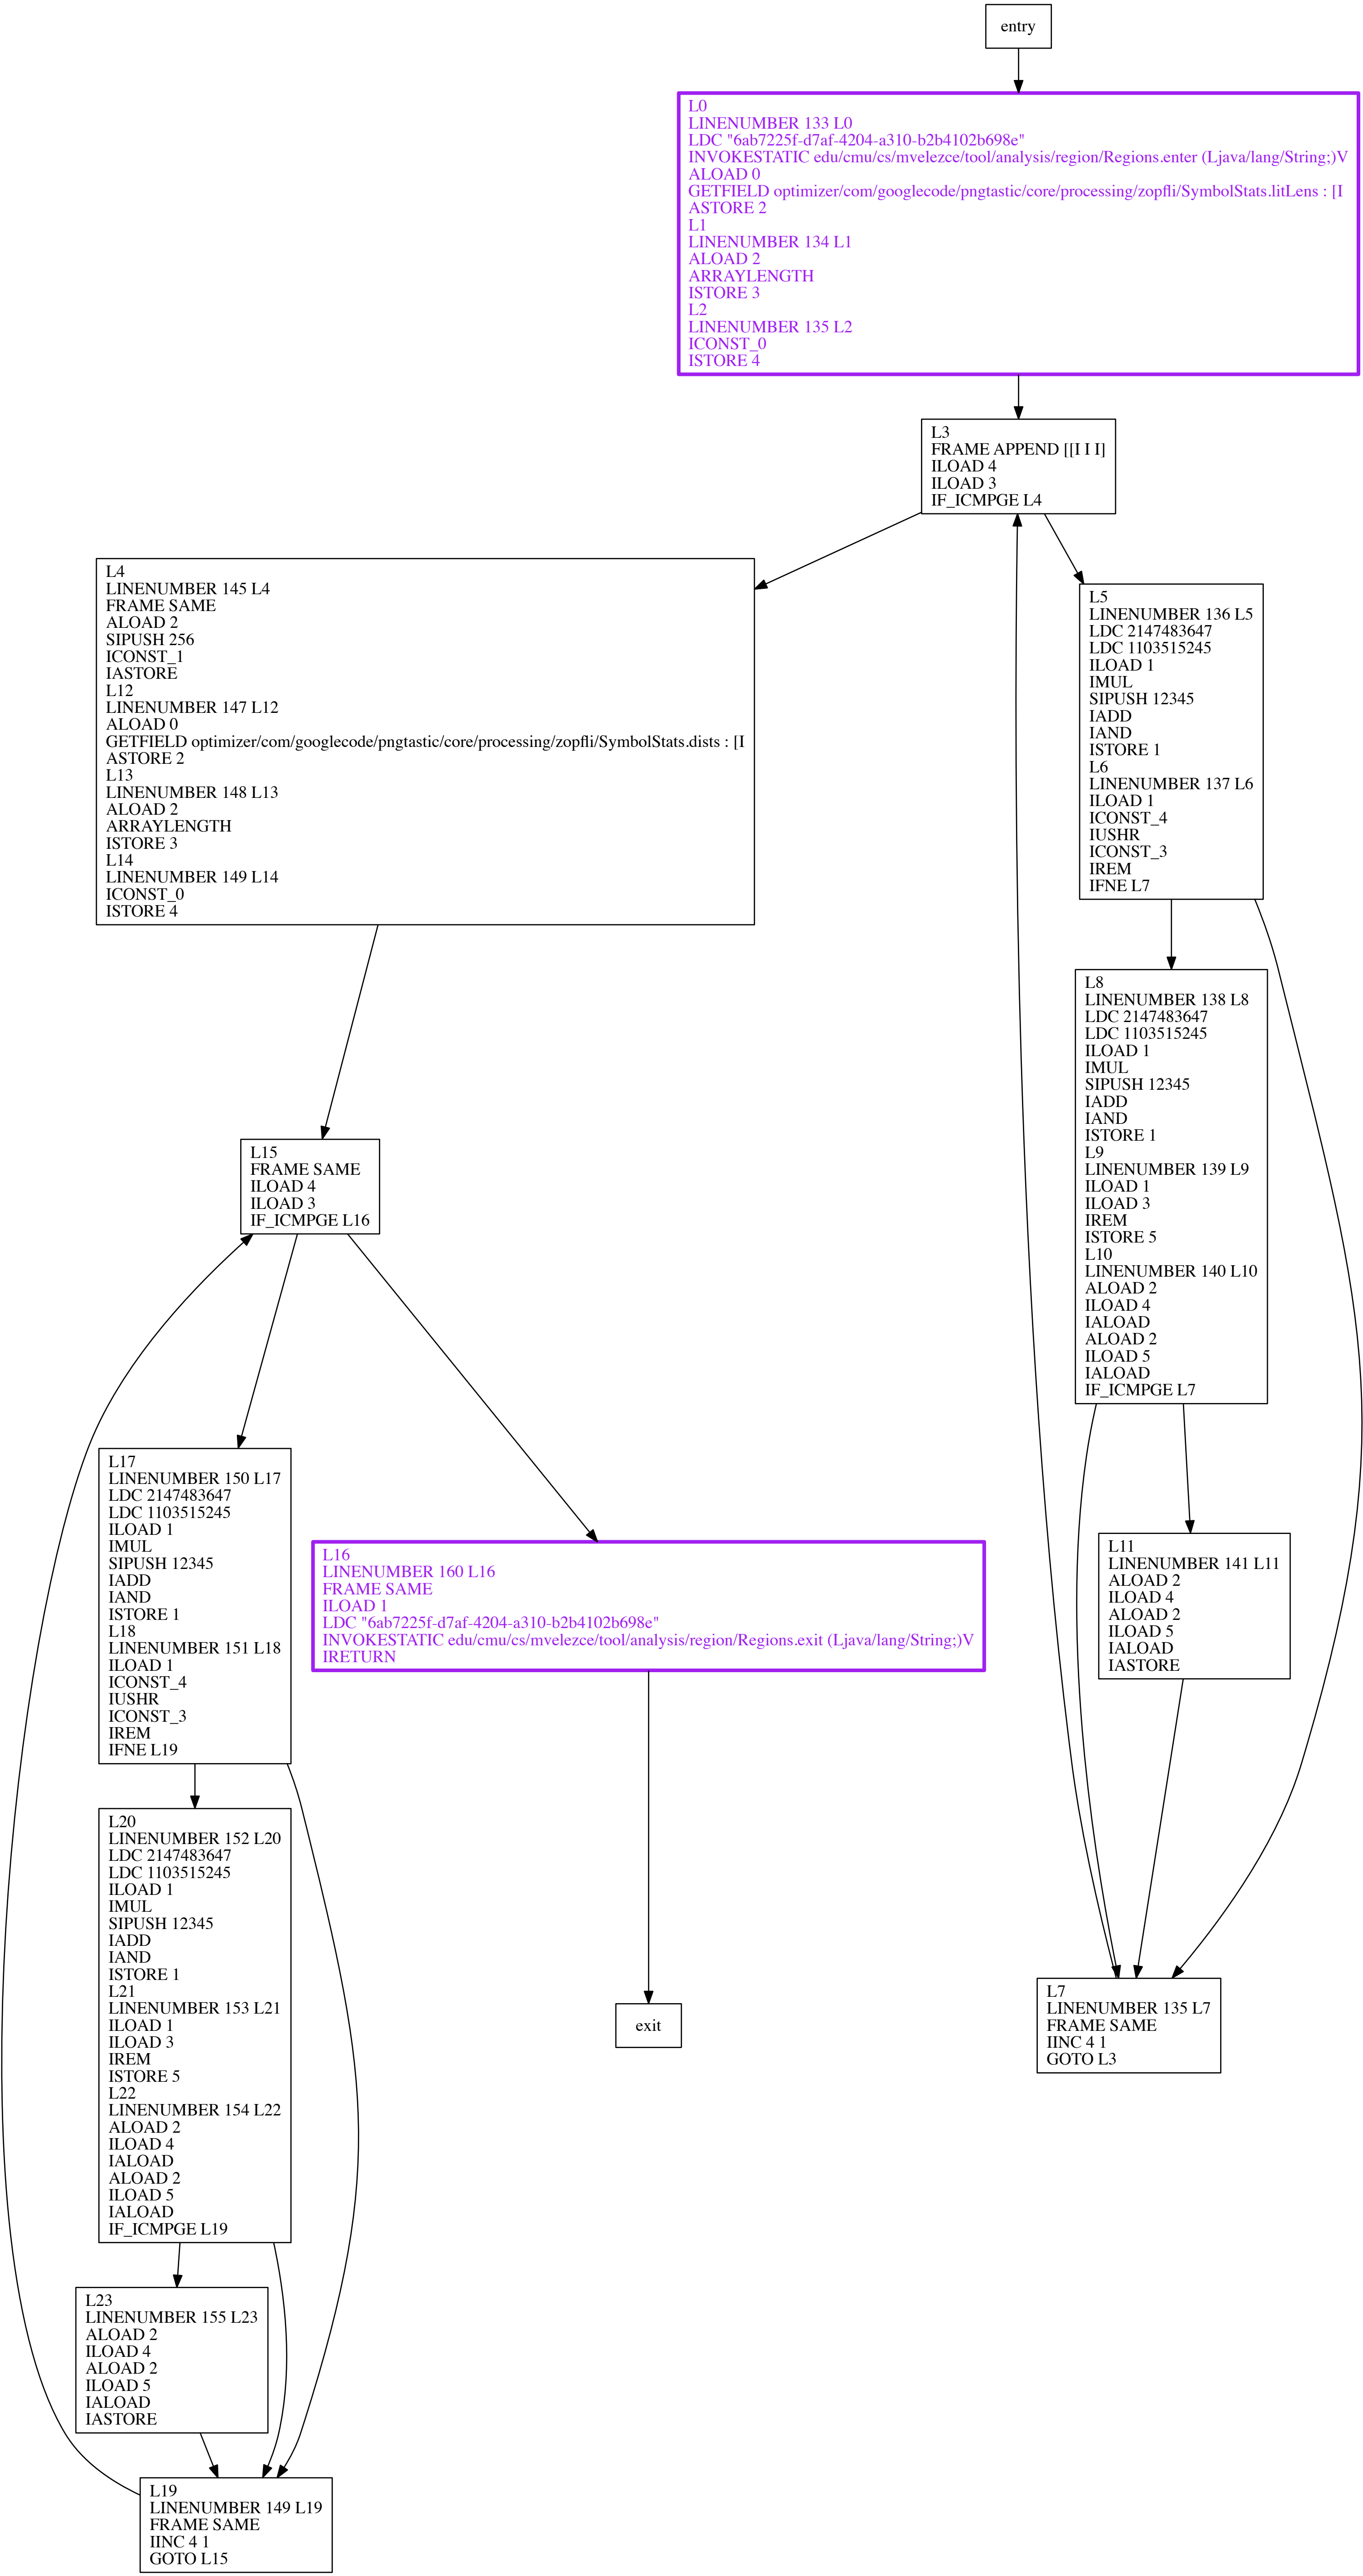 entry
L0
LINENUMBER 133 L0
LDC "6ab7225f-d7af-4204-a310-b2b4102b698e"
INVOKESTATIC edu/cmu/cs/mvelezce/tool/analysis/region/Regions.enter (Ljava/lang/String;)V
ALOAD 0
GETFIELD optimizer/com/googlecode/pngtastic/core/processing/zopfli/SymbolStats.litLens : [I
ASTORE 2
L1
LINENUMBER 134 L1
ALOAD 2
ARRAYLENGTH
ISTORE 3
L2
LINENUMBER 135 L2
ICONST_0
ISTORE 4
L3
FRAME APPEND [[I I I]
ILOAD 4
ILOAD 3
IF_ICMPGE L4
L4
LINENUMBER 145 L4
FRAME SAME
ALOAD 2
SIPUSH 256
ICONST_1
IASTORE
L12
LINENUMBER 147 L12
ALOAD 0
GETFIELD optimizer/com/googlecode/pngtastic/core/processing/zopfli/SymbolStats.dists : [I
ASTORE 2
L13
LINENUMBER 148 L13
ALOAD 2
ARRAYLENGTH
ISTORE 3
L14
LINENUMBER 149 L14
ICONST_0
ISTORE 4
L5
LINENUMBER 136 L5
LDC 2147483647
LDC 1103515245
ILOAD 1
IMUL
SIPUSH 12345
IADD
IAND
ISTORE 1
L6
LINENUMBER 137 L6
ILOAD 1
ICONST_4
IUSHR
ICONST_3
IREM
IFNE L7
L8
LINENUMBER 138 L8
LDC 2147483647
LDC 1103515245
ILOAD 1
IMUL
SIPUSH 12345
IADD
IAND
ISTORE 1
L9
LINENUMBER 139 L9
ILOAD 1
ILOAD 3
IREM
ISTORE 5
L10
LINENUMBER 140 L10
ALOAD 2
ILOAD 4
IALOAD
ALOAD 2
ILOAD 5
IALOAD
IF_ICMPGE L7
L15
FRAME SAME
ILOAD 4
ILOAD 3
IF_ICMPGE L16
L17
LINENUMBER 150 L17
LDC 2147483647
LDC 1103515245
ILOAD 1
IMUL
SIPUSH 12345
IADD
IAND
ISTORE 1
L18
LINENUMBER 151 L18
ILOAD 1
ICONST_4
IUSHR
ICONST_3
IREM
IFNE L19
L16
LINENUMBER 160 L16
FRAME SAME
ILOAD 1
LDC "6ab7225f-d7af-4204-a310-b2b4102b698e"
INVOKESTATIC edu/cmu/cs/mvelezce/tool/analysis/region/Regions.exit (Ljava/lang/String;)V
IRETURN
L11
LINENUMBER 141 L11
ALOAD 2
ILOAD 4
ALOAD 2
ILOAD 5
IALOAD
IASTORE
L20
LINENUMBER 152 L20
LDC 2147483647
LDC 1103515245
ILOAD 1
IMUL
SIPUSH 12345
IADD
IAND
ISTORE 1
L21
LINENUMBER 153 L21
ILOAD 1
ILOAD 3
IREM
ISTORE 5
L22
LINENUMBER 154 L22
ALOAD 2
ILOAD 4
IALOAD
ALOAD 2
ILOAD 5
IALOAD
IF_ICMPGE L19
exit
L7
LINENUMBER 135 L7
FRAME SAME
IINC 4 1
GOTO L3
L23
LINENUMBER 155 L23
ALOAD 2
ILOAD 4
ALOAD 2
ILOAD 5
IALOAD
IASTORE
L19
LINENUMBER 149 L19
FRAME SAME
IINC 4 1
GOTO L15